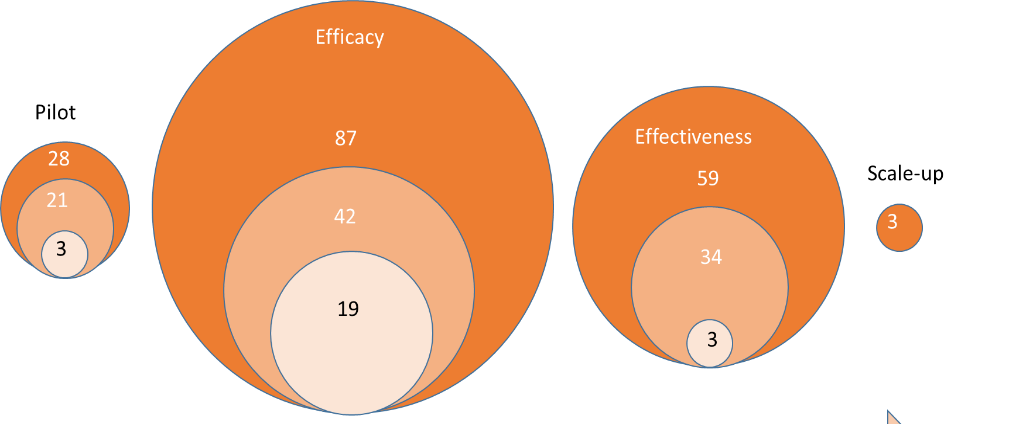 Pilot
28
21
3
Efficacy
87
42
19
Effectiveness
59
34
3
Scale-up
3